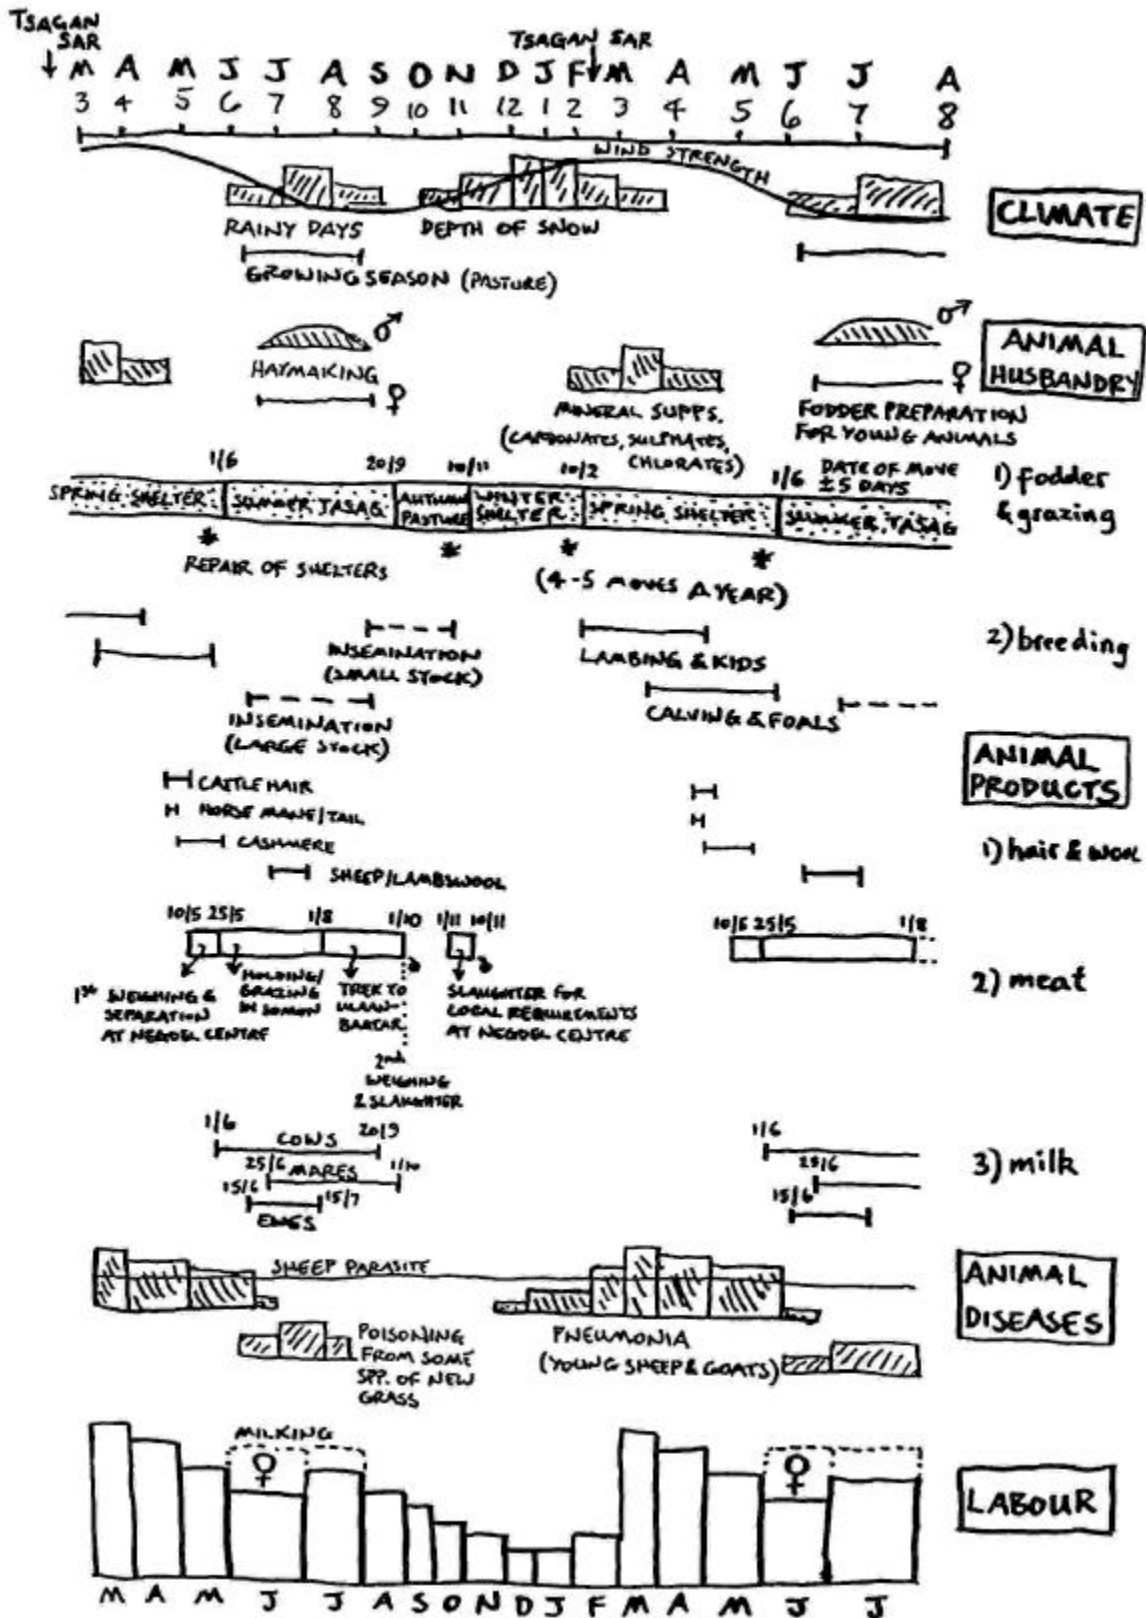 TSAGAN
SAR
TSAGAN SAR
M A M J J A S O N D J F M A M J J A
3 4 5 6 7 8 9 10 11 12 1 2 3 4 5 6 7 8
WIND STRENGTH
RAINY DAYS
DEPTH OF SNOW
CLIMATE
GROWING SEASON (PASTURE)
♂
♂
HAYMAKING
♀
♀
ANIMAL
HUSBANDRY
MINERAL SUPPS.
(CARBONATES, SULPHATES,
CHLORATES)
FODDER PREPARATION
FOR YOUNG ANIMALS
1/6 20/9 10/11 10/2 1/6
DATE OF MOVE
±5 DAYS
1) fodder
& grazing
SPRING SHELTER
SUMMER TASAG
AUTUMN
PASTURE
WINTER
SHELTER
SPRING SHELTER
SUMMER TASAG
* * * *
REPAIR OF SHELTERS
(4-5 MOVES A YEAR)
2) breeding
INSEMINATION
(SMALL STOCK)
LAMBING & KIDS
CALVING & FOALS
INSEMINATION
(LARGE STOCK)
ANIMAL
PRODUCTS
CATTLE HAIR
HORSE MANE/TAIL
CASHMERE
SHEEP/LAMBSWOOL
1) hair & wool
10/5 25/5 1/8 1/10 1/11 10/11
10/5 25/5 1/8
2) meat
1st WEIGHING &
SEPARATION
AT NEGDEL CENTRE
HOLDING/
GRAZING
IN SOMON
TREK TO
ULAAN-
BAATAR
SLAUGHTER FOR
LOCAL REQUIREMENTS
AT NEGDEL CENTRE
2nd
WEIGHING
& SLAUGHTER
1/6 COWS 20/9
25/6 MARES 1/10
15/6 15/7
EWES
1/6
25/6
15/6
3) milk
SHEEP PARASITE
ANIMAL
DISEASES
POISONING
FROM SOME
SPP. OF NEW
GRASS
PNEUMONIA
(YOUNG SHEEP & GOATS)
MILKING
♀
♀
LABOUR
M A M J J A S O N D J F M A M J J